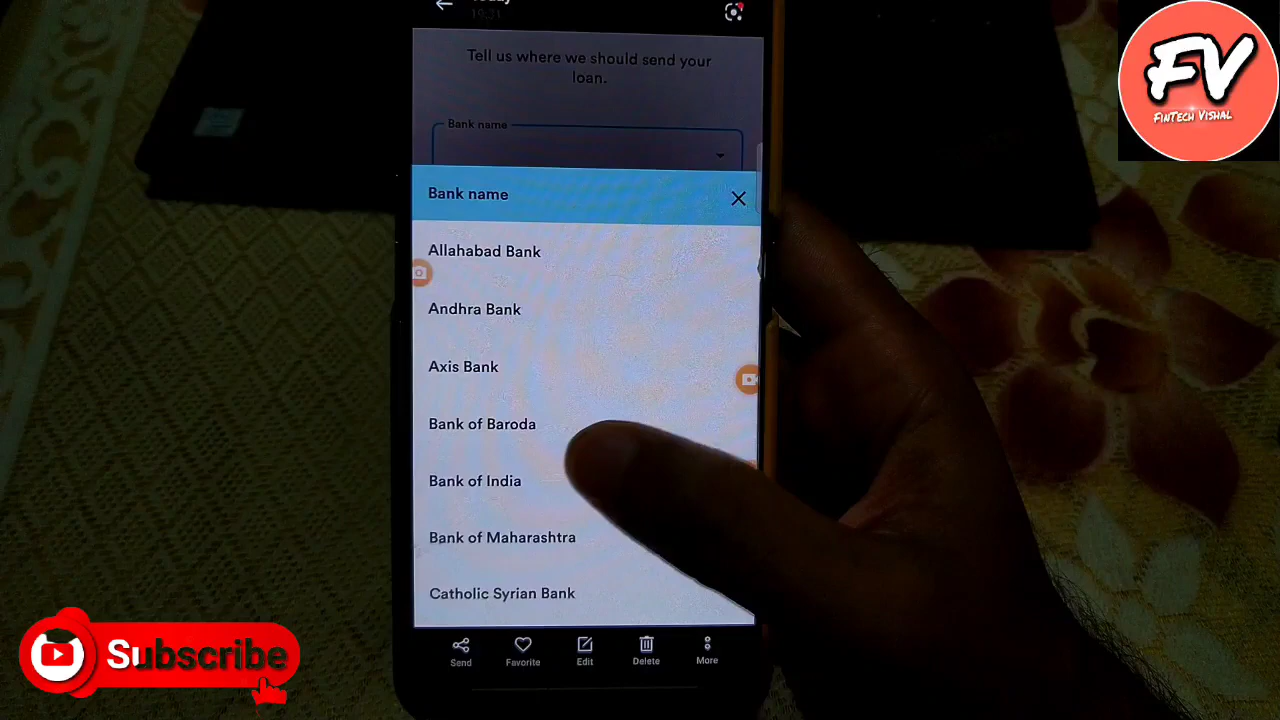 19:31
Tell us where we should send your
loan.
Bank name
Bank name
Allahabad Bank
Andhra Bank
Axis Bank
Bank of Baroda
Bank of India
Bank of Maharashtra
Catholic Syrian Bank
Send
Favorite
Edit
Delete
More
FV
FINTECH VISHAL
Subscribe